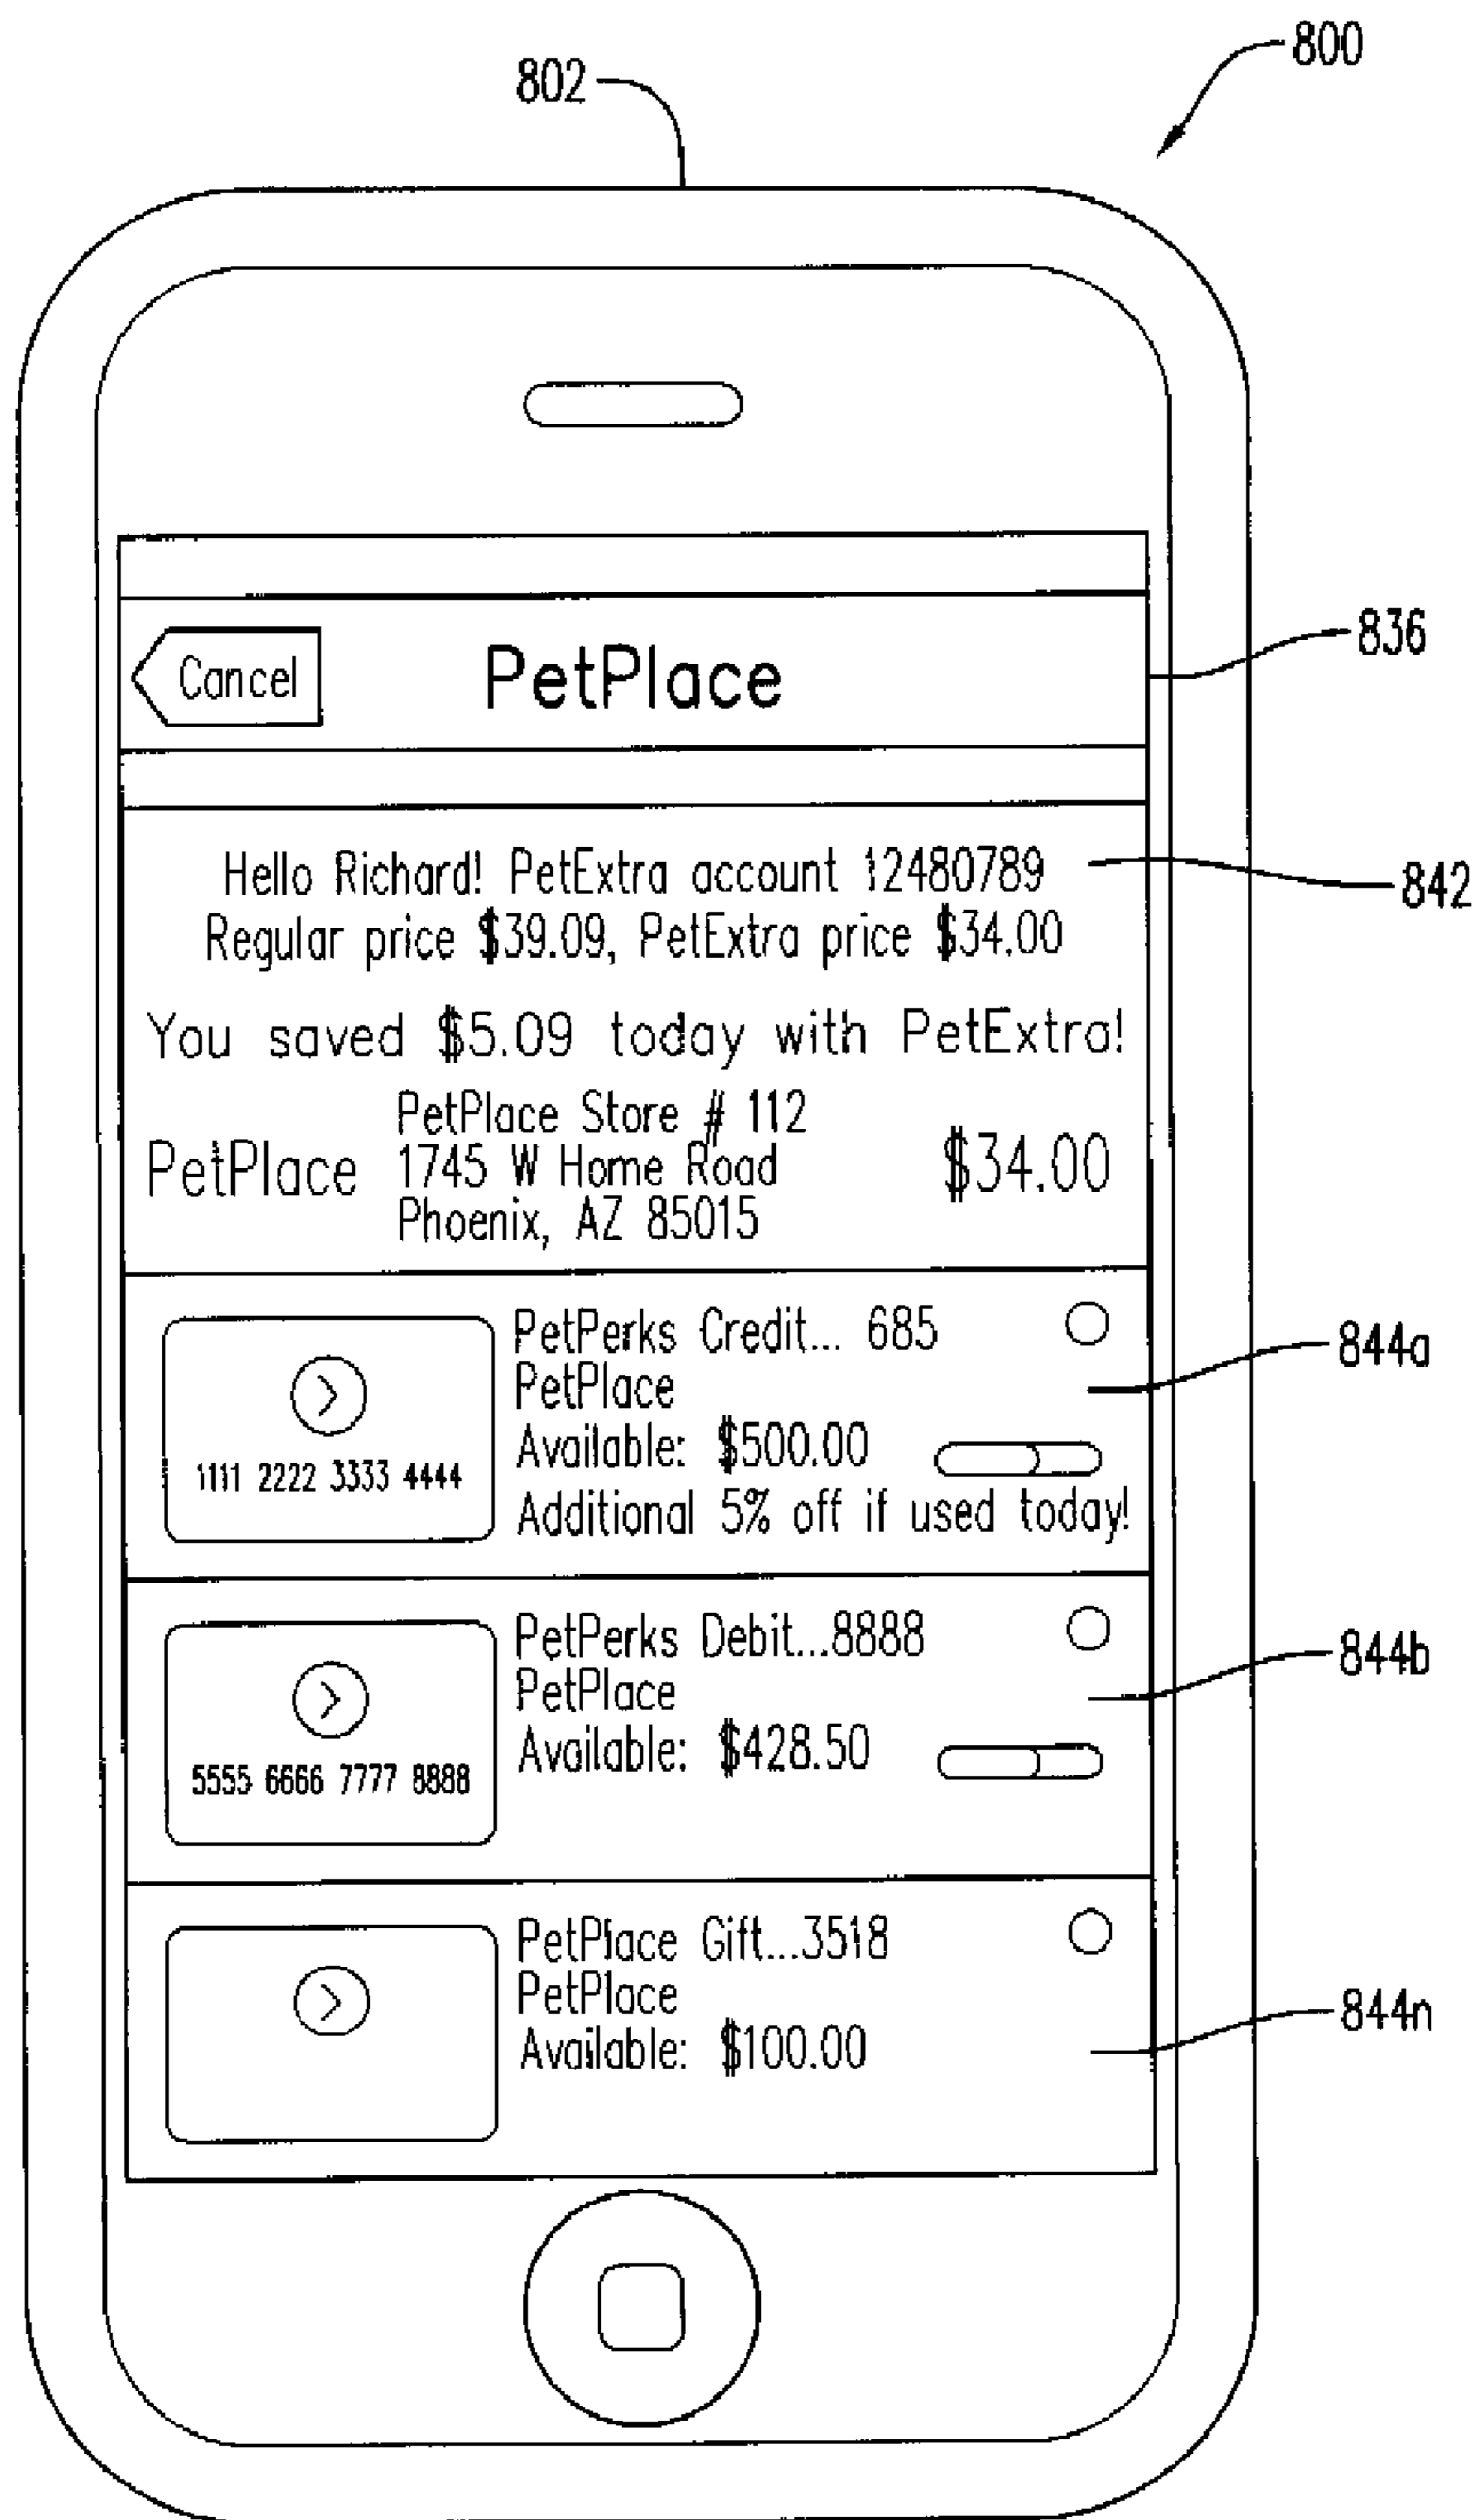 800
802
836
Cancel
PetPlace
Hello Richard! PetExtra account 12480789
842
Regular price $39.09, PetExtra price $34.00
You saved $5.09 today with PetExtra!
PetPlace
PetPlace Store # 112
1745 W Home Road
Phoenix, AZ 85015
$34.00
1111 2222 3333 4444
PetPerks Credit... 685
PetPlace
Available: $500.00
Additional 5% off if used today!
844a
5555 6666 7777 8888
PetPerks Debit...8888
PetPlace
Available: $428.50
844b
PetPlace Gift...3518
PetPlace
Available: $100.00
844n